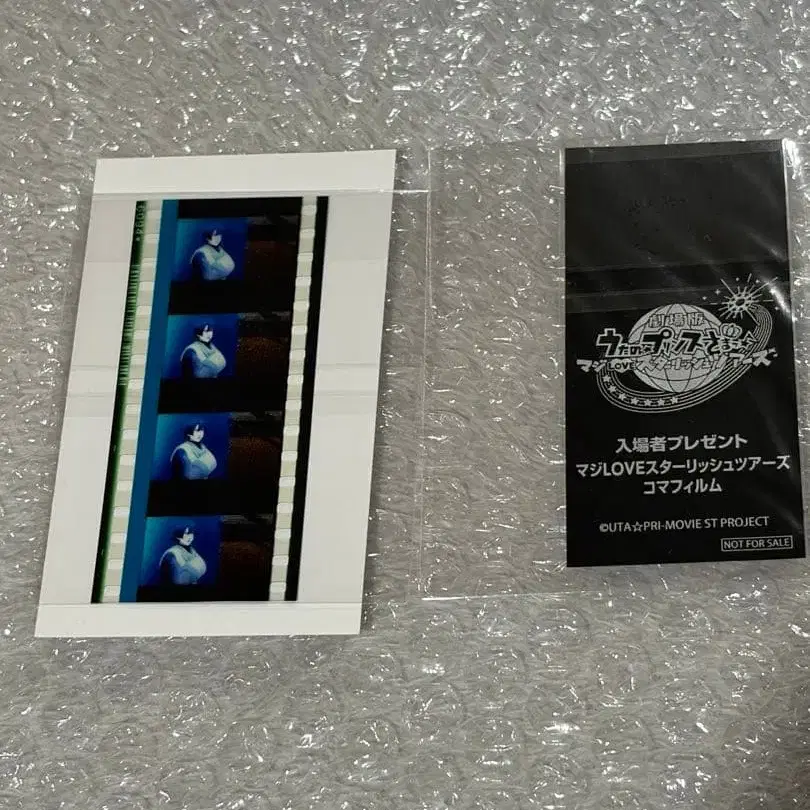 劇場版
うたの☆プリンスさまっ♪
マジLOVEスターリッシュツアーズ
入場者プレゼント
マジLOVEスターリッシュツアーズ
コマフィルム
©UTA☆PRI-MOVIE ST PROJECT
NOT FOR SALE